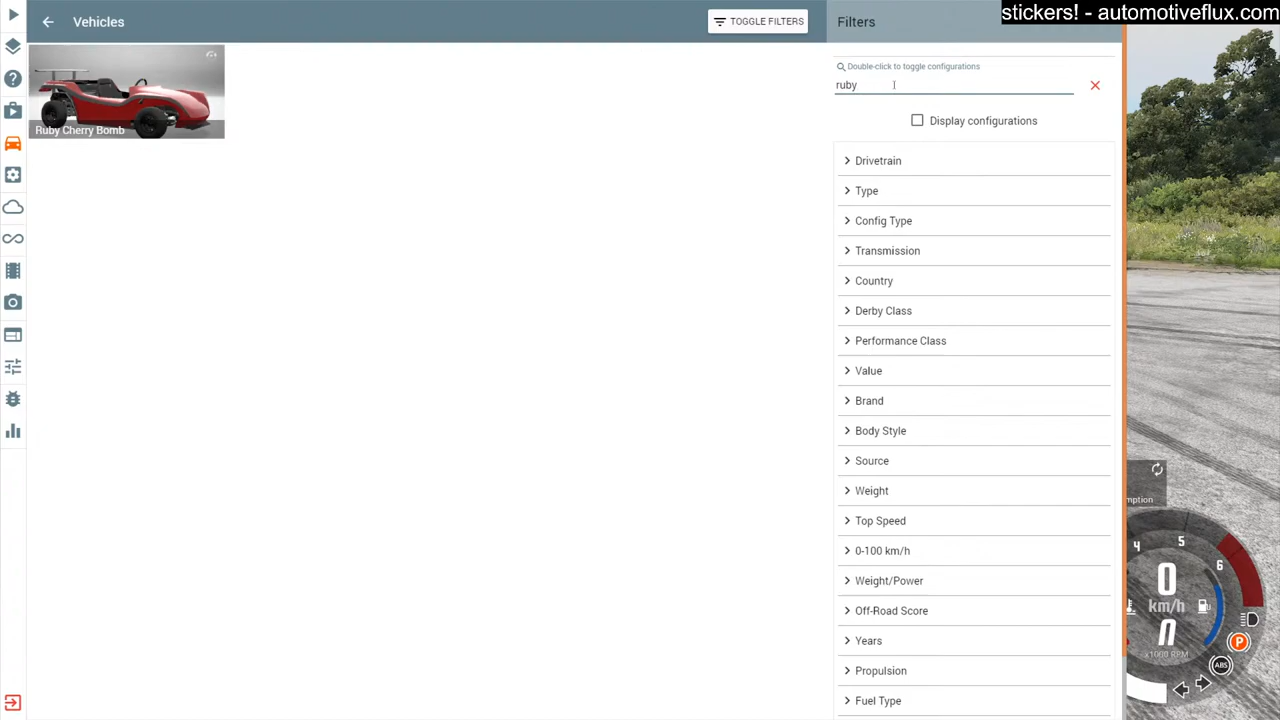 stickers! - automotiveflux.com
Vehicles
TOGGLE FILTERS
Filters
Double-click to toggle configurations
ruby
Display configurations
Ruby Cherry Bomb
Drivetrain
Type
Config Type
Transmission
Country
Derby Class
Performance Class
Value
Brand
Body Style
Source
Weight
Top Speed
0-100 km/h
Weight/Power
Off-Road Score
Years
Propulsion
Fuel Type
mption
4 5 6
0
km/h
n
x1000 RPM
P
ABS